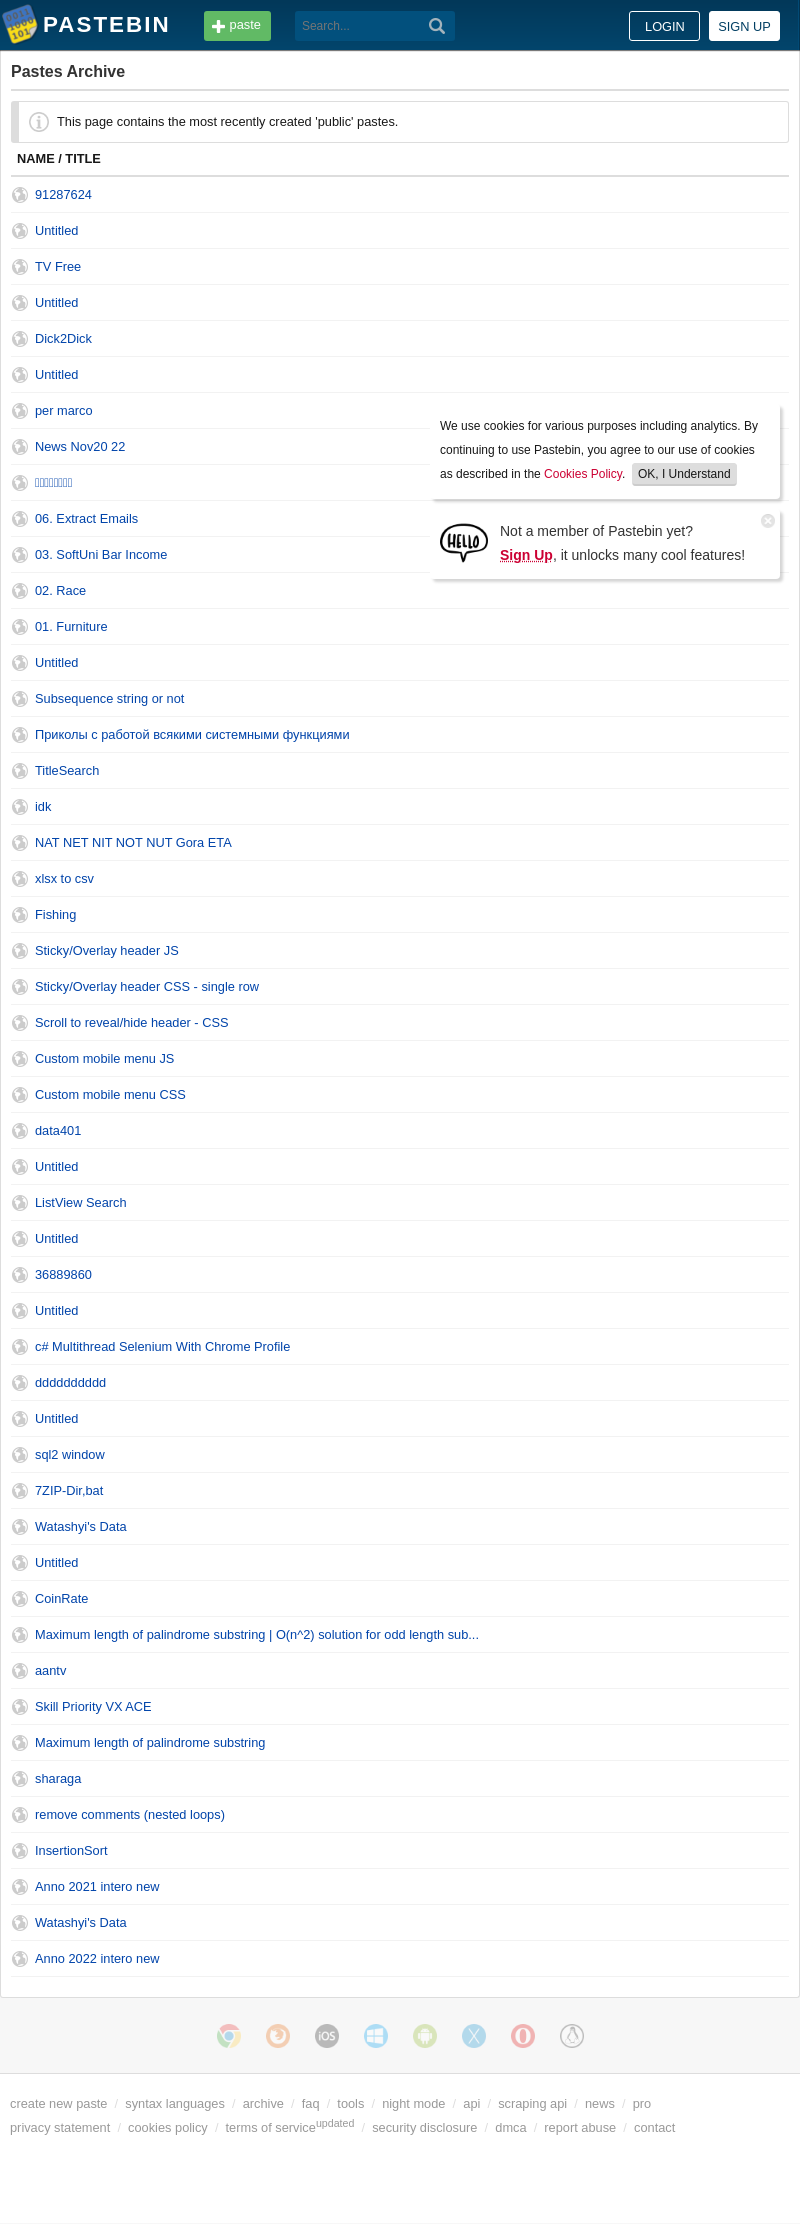 PASTEBIN
paste
Search...
LOGIN
SIGN UP
Pastes Archive
This page contains the most recently created 'public' pastes.
NAME / TITLE
91287624
Untitled
TV Free
Untitled
Dick2Dick
Untitled
per marco
News Nov20 22
06. Extract Emails
03. SoftUni Bar Income
02. Race
01. Furniture
Untitled
Subsequence string or not
Приколы с работой всякими системными функциями
TitleSearch
idk
NAT NET NIT NOT NUT Gora ETA
xlsx to csv
Fishing
Sticky/Overlay header JS
Sticky/Overlay header CSS - single row
Scroll to reveal/hide header - CSS
Custom mobile menu JS
Custom mobile menu CSS
data401
Untitled
ListView Search
Untitled
36889860
Untitled
c# Multithread Selenium With Chrome Profile
dddddddddd
Untitled
sql2 window
7ZIP-Dir,bat
Watashyi's Data
Untitled
CoinRate
Maximum length of palindrome substring | O(n^2) solution for odd length sub...
aantv
Skill Priority VX ACE
Maximum length of palindrome substring
sharaga
remove comments (nested loops)
InsertionSort
Anno 2021 intero new
Watashyi's Data
Anno 2022 intero new
We use cookies for various purposes including analytics. By
continuing to use Pastebin, you agree to our use of cookies
as described in the Cookies Policy. OK, I Understand
HELLO
Not a member of Pastebin yet?
Sign Up, it unlocks many cool features!
iOS
create new paste / syntax languages / archive / faq / tools / night mode / api / scraping api / news / pro
privacy statement / cookies policy / terms of service updated / security disclosure / dmca / report abuse / contact